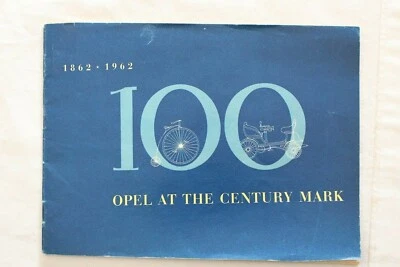 1862 • 1962
100
OPEL AT THE CENTURY MARK